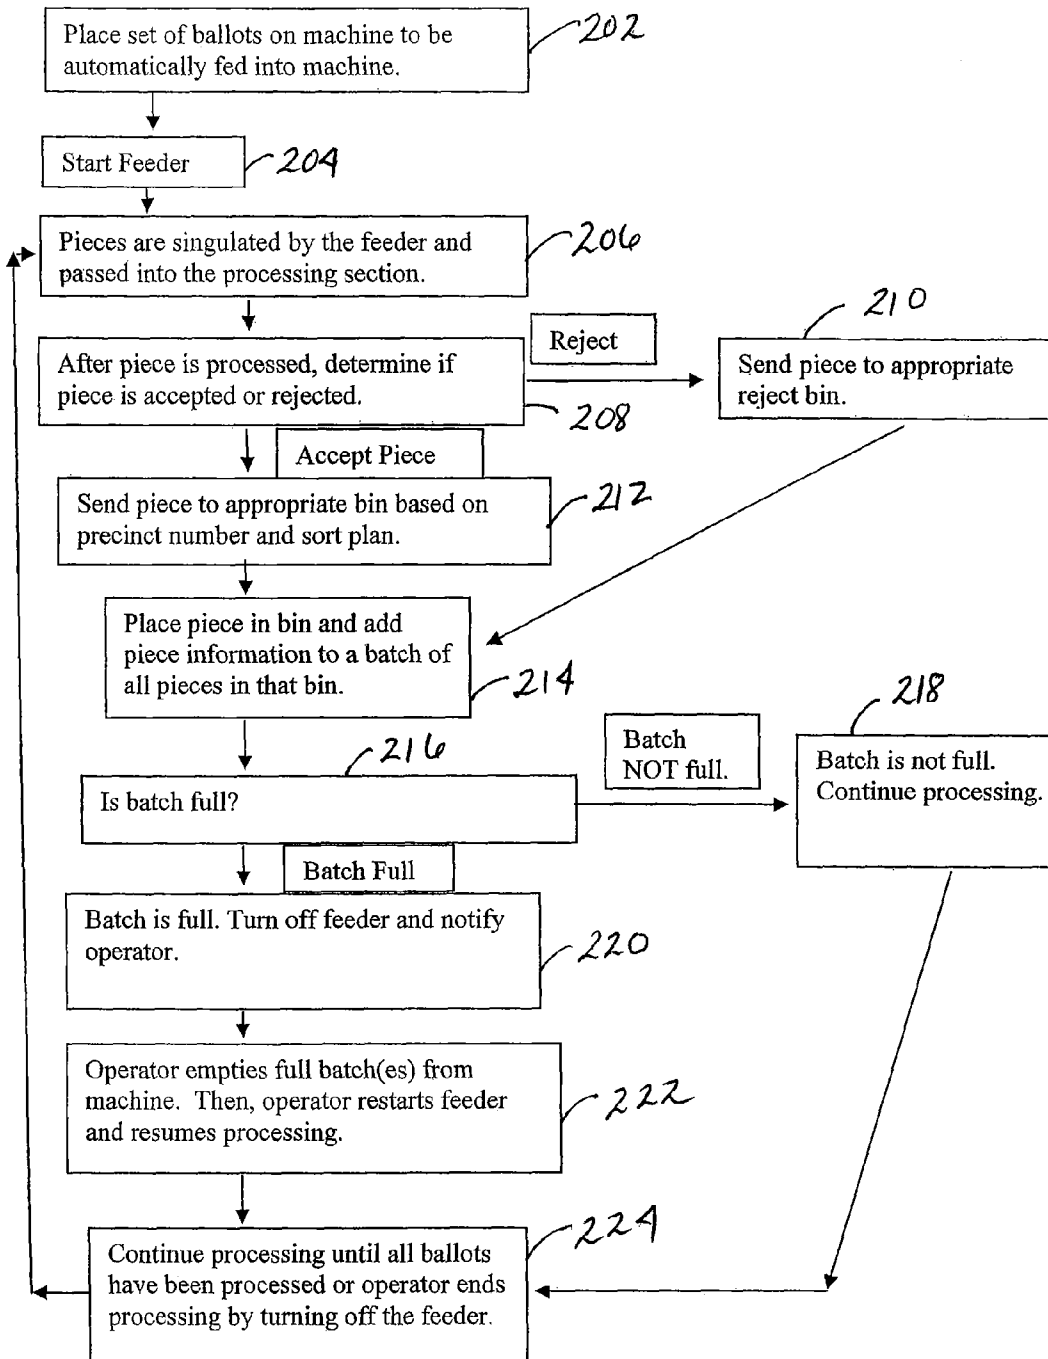 Place set of ballots on machine to be
automatically fed into machine.
202
Start Feeder
204
Pieces are singulated by the feeder and
passed into the processing section.
206
After piece is processed, determine if
piece is accepted or rejected.
208
Reject
210
Send piece to appropriate
reject bin.
Accept Piece
Send piece to appropriate bin based on
precinct number and sort plan.
212
Place piece in bin and add
piece information to a batch of
all pieces in that bin.
214
216
Is batch full?
Batch
NOT full.
218
Batch is not full.
Continue processing.
Batch Full
Batch is full. Turn off feeder and notify
operator.
220
Operator empties full batch(es) from
machine. Then, operator restarts feeder
and resumes processing.
222
Continue processing until all ballots
have been processed or operator ends
processing by turning off the feeder.
224